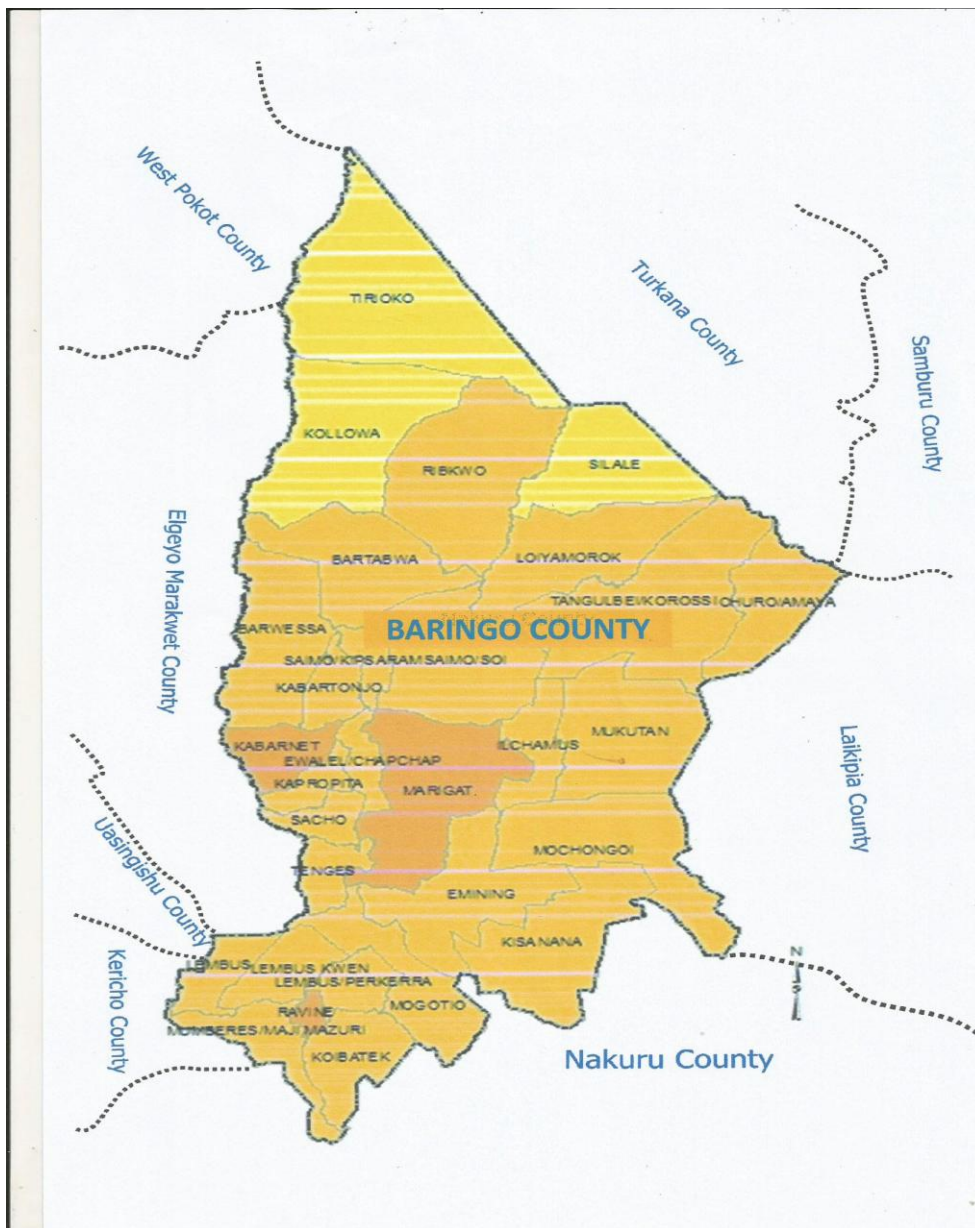 West Pokot County
Turkana County
Samburu County
TIRIOKO
KOLLOWA
RIBKWO
SILALE
Elgeyo Marakwet County
BARTABWA
LOIYAMOROK
TANGULBEI/KOROSSI
CHURO/AMAYA
BARWESSA
BARINGO COUNTY
SAIMO/KIPSARAM
SAIMO/SOI
KABARTONJO
KABARNET
EWALEL/CHAPCHAP
ILCHAMUS
MUKUTAN
Laikipia County
KAPROPITA
MARIGAT.
SACHO
MOCHONGOI
Uasingishu County
TENGES
EMINING
KISANANA
Kericho County
LEMBUS
LEMBUS KWEN
LEMBUS/PERKERRA
MOGOTIO
RAVINE
MUMBERES/MAJI MAZURI
KOIBATEK
N
Nakuru County